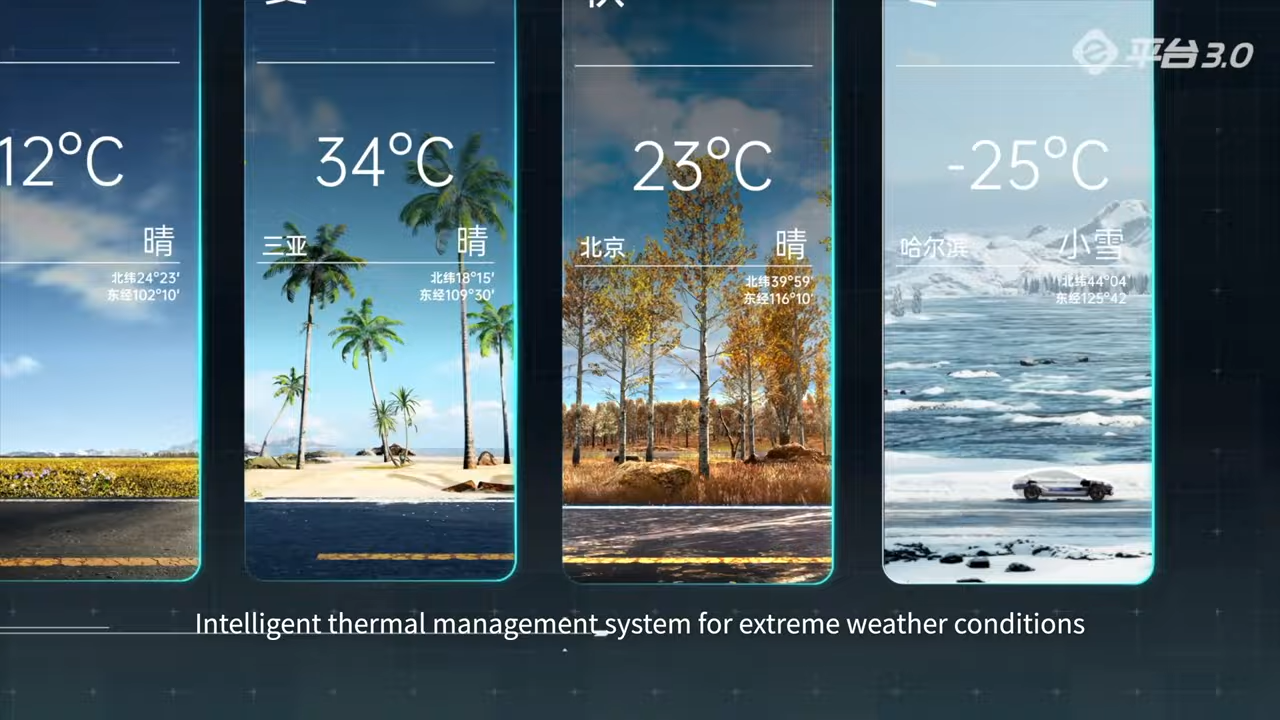 平台3.0
12°C
晴
北纬24°23'
东经102°10'
34°C
三亚
晴
北纬18°15'
东经109°30'
23°C
北京
晴
北纬39°59'
东经116°10'
-25°C
哈尔滨
小雪
北纬44°04
东经125°42
Intelligent thermal management system for extreme weather conditions